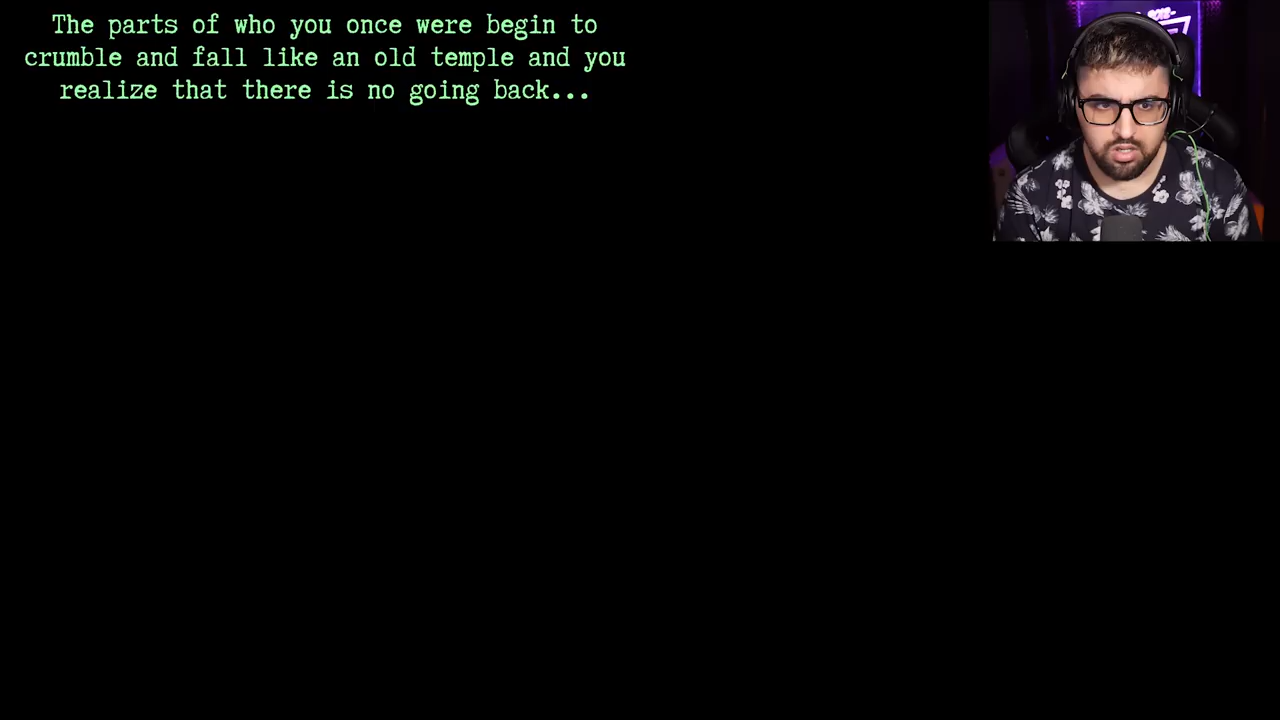 The parts of who you once were begin to
crumble and fall like an old temple and you
realize that there is no going back...